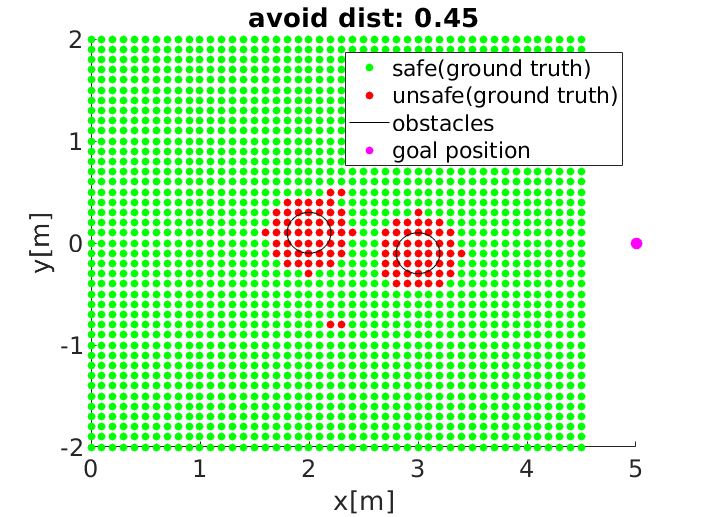 avoid dist: 0.45
safe(ground truth)
unsafe(ground truth)
obstacles
goal position
2
1
0
-1
-2
y[m]
0 1 2 3 4 5
x[m]